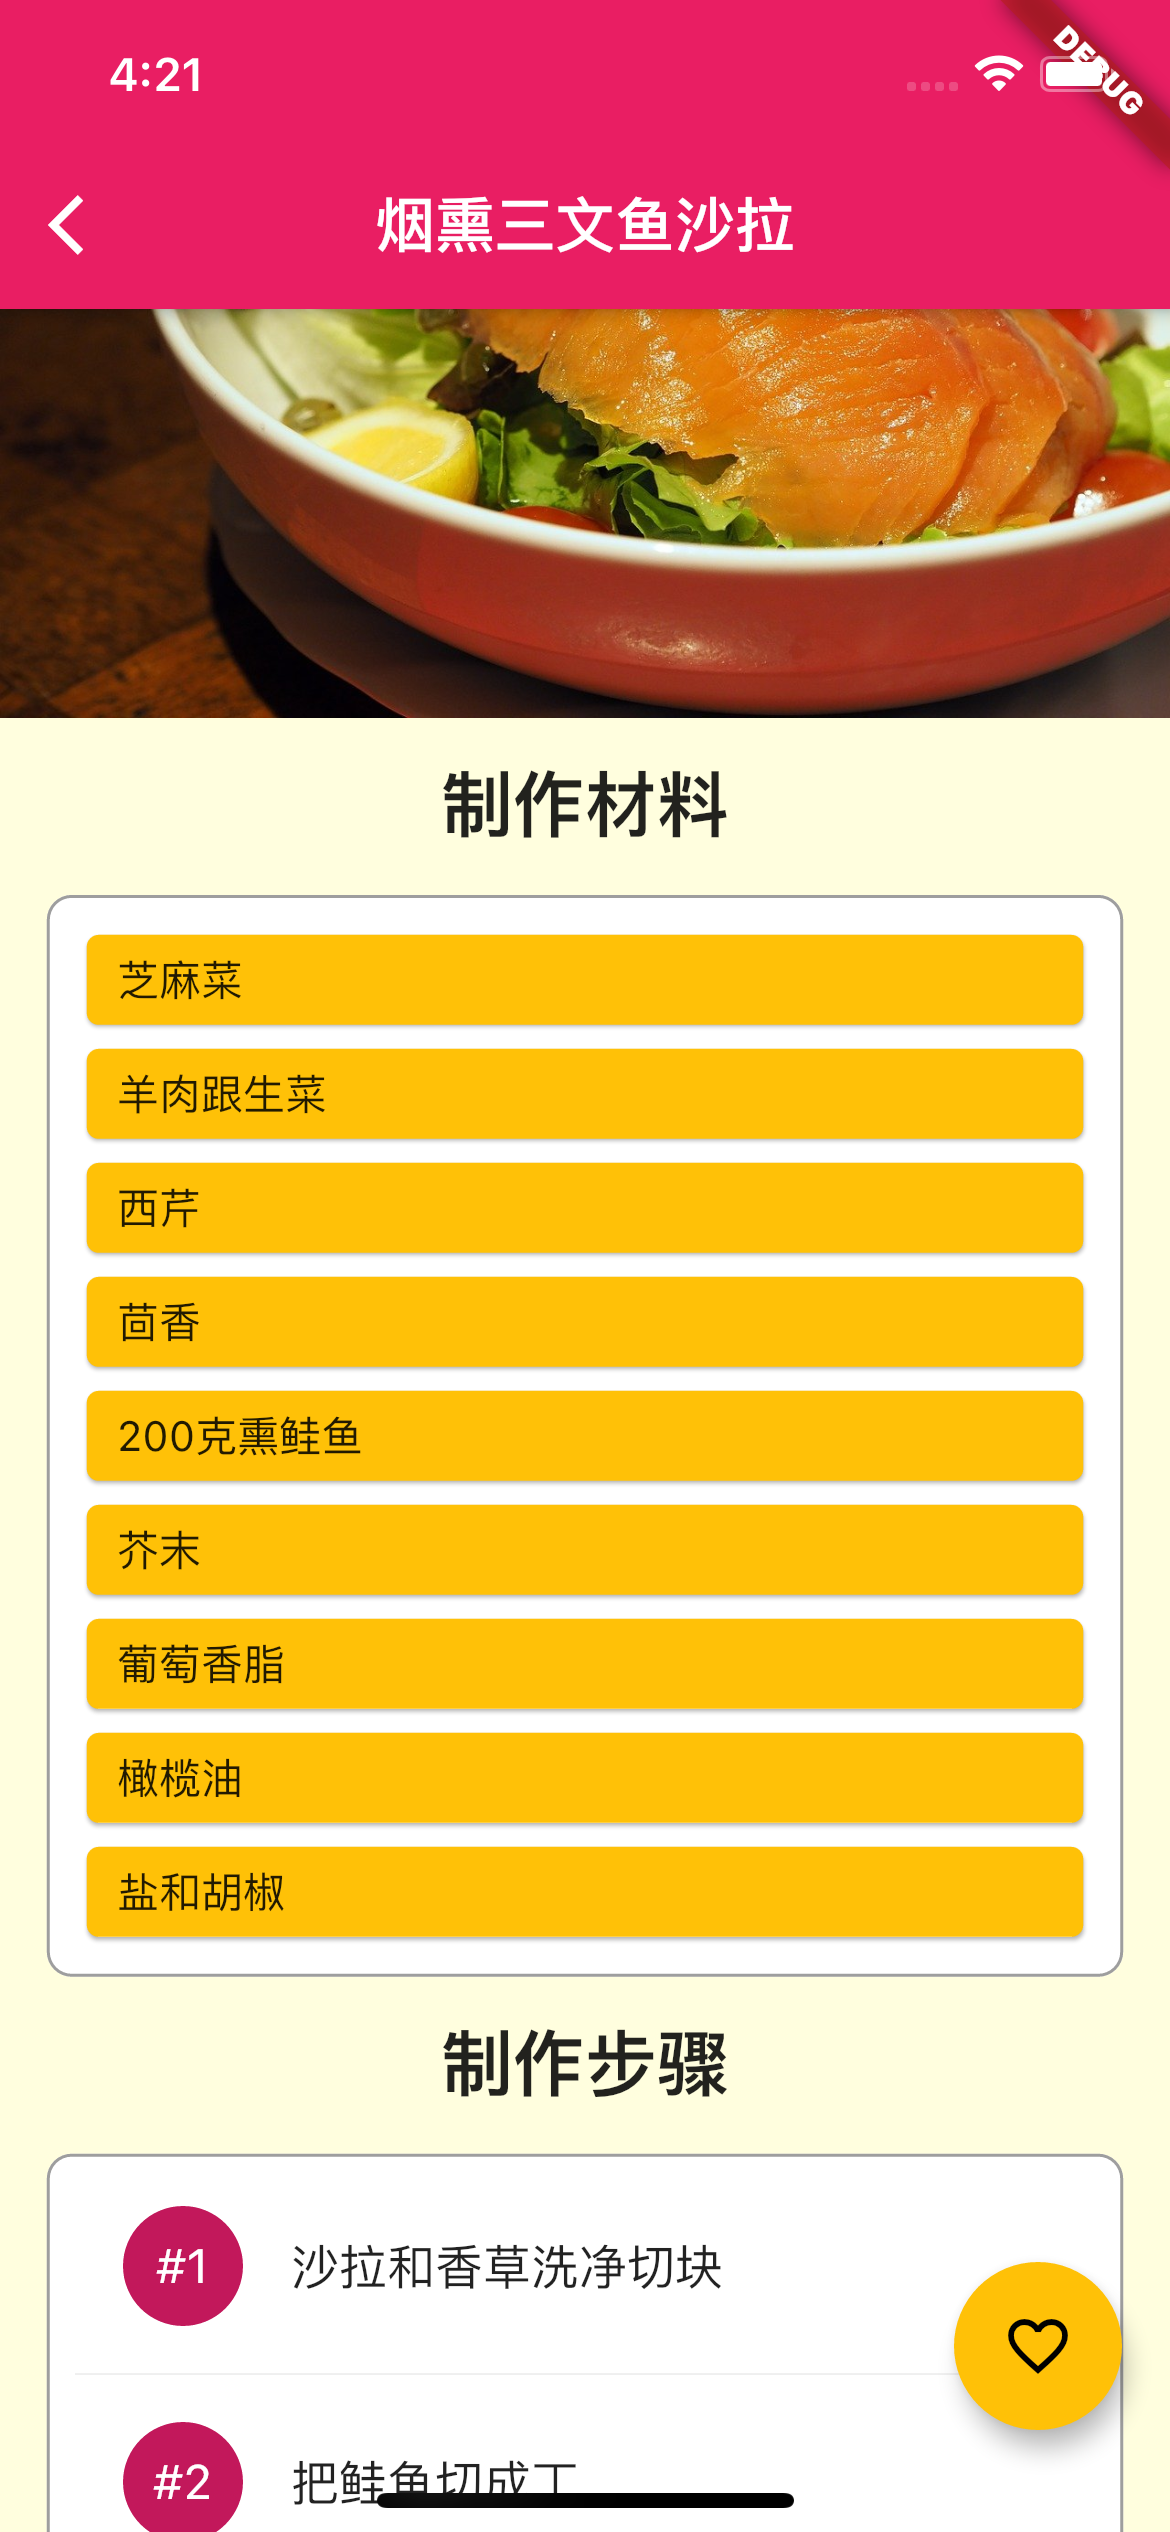 4:21
DEBUG
烟熏三文鱼沙拉
制作材料
芝麻菜
羊肉跟生菜
西芹
茴香
200克熏鲑鱼
芥末
葡萄香脂
橄榄油
盐和胡椒
制作步骤
#1 沙拉和香草洗净切块
#2 把鲑鱼切成丁